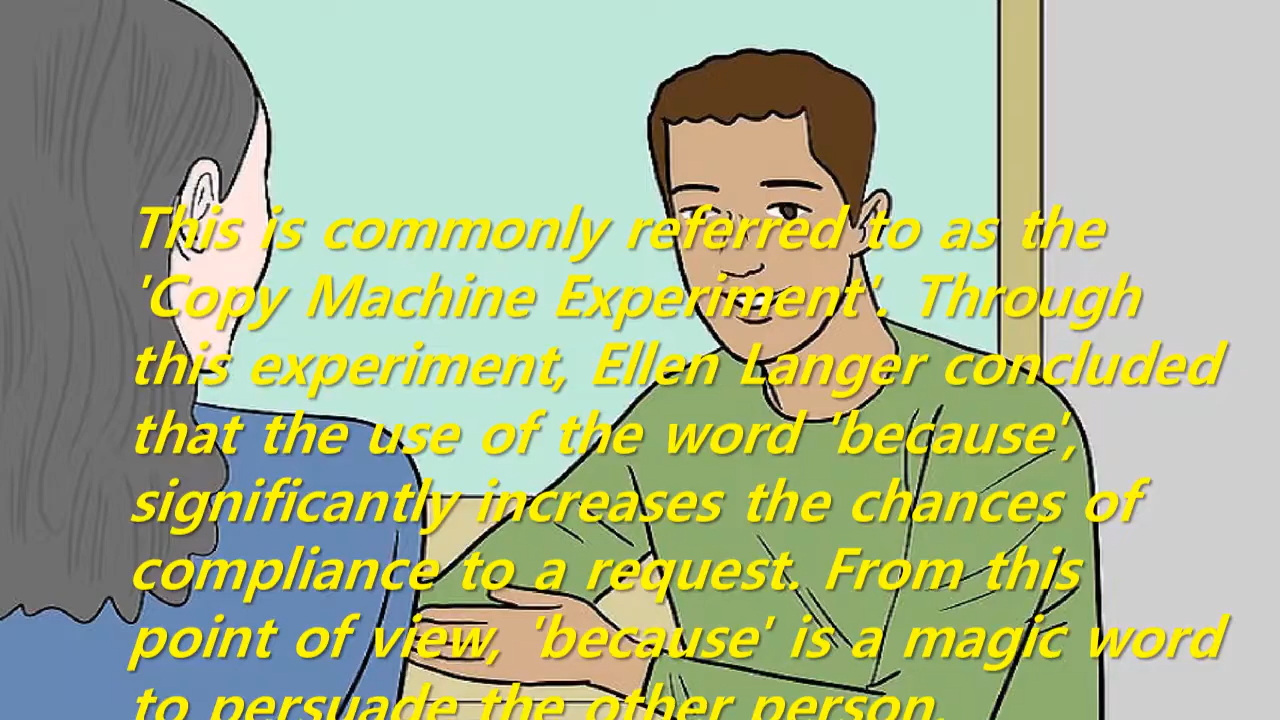 This is commonly referred to as the
'Copy Machine Experiment'. Through
this experiment, Ellen Langer concluded
that the use of the word 'because',
significantly increases the chances of
compliance to a request. From this
point of view, 'because' is a magic word
to persuade the other person.